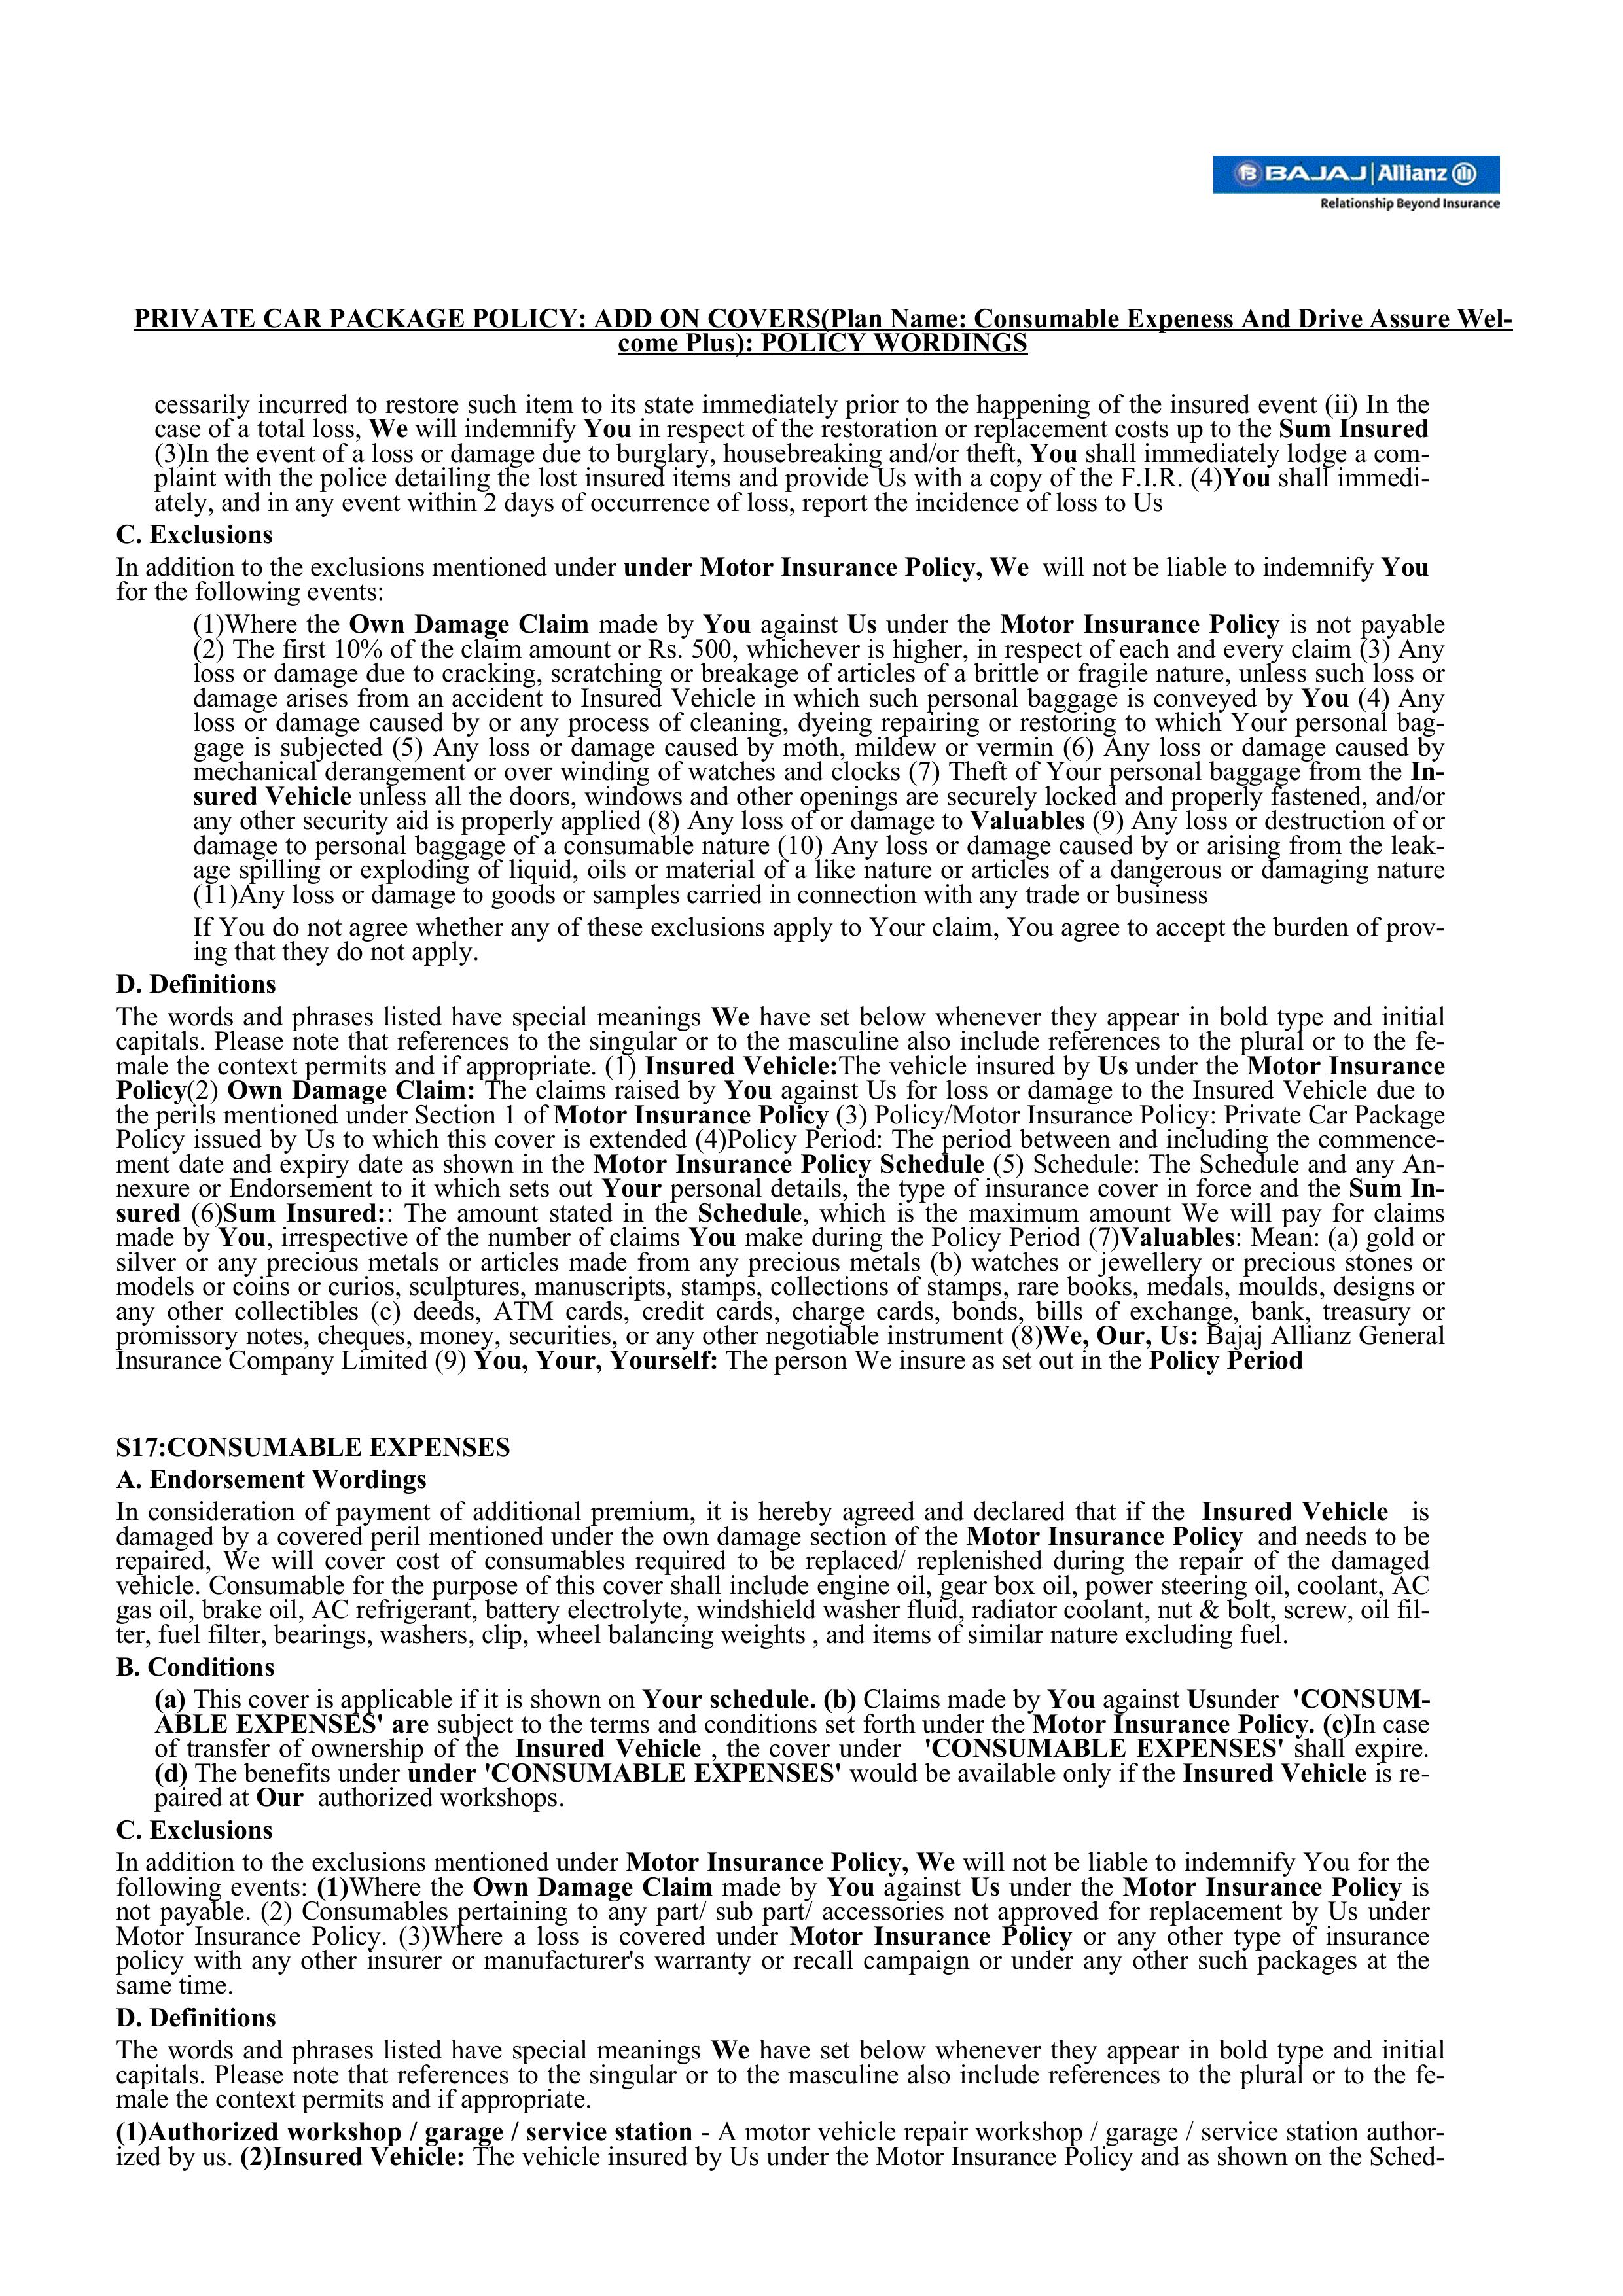 BAJAJ | Allianz
Relationship Beyond Insurance
PRIVATE CAR PACKAGE POLICY: ADD ON COVERS(Plan Name: Consumable Expeness And Drive Assure Wel-
come Plus): POLICY WORDINGS
cessarily incurred to restore such item to its state immediately prior to the happening of the insured event (ii) In the
case of a total loss, We will indemnify You in respect of the restoration or replacement costs up to the Sum Insured
(3)In the event of a loss or damage due to burglary, housebreaking and/or theft, You shall immediately lodge a com-
plaint with the police detailing the lost insured items and provide Us with a copy of the F.I.R. (4)You shall immedi-
ately, and in any event within 2 days of occurrence of loss, report the incidence of loss to Us
C. Exclusions
In addition to the exclusions mentioned under under Motor Insurance Policy, We will not be liable to indemnify You
for the following events:
(1)Where the Own Damage Claim made by You against Us under the Motor Insurance Policy is not payable
(2) The first 10% of the claim amount or Rs. 500, whichever is higher, in respect of each and every claim (3) Any
loss or damage due to cracking, scratching or breakage of articles of a brittle or fragile nature, unless such loss or
damage arises from an accident to Insured Vehicle in which such personal baggage is conveyed by You (4) Any
loss or damage caused by or any process of cleaning, dyeing repairing or restoring to which Your personal bag-
gage is subjected (5) Any loss or damage caused by moth, mildew or vermin (6) Any loss or damage caused by
mechanical derangement or over winding of watches and clocks (7) Theft of Your personal baggage from the In-
sured Vehicle unless all the doors, windows and other openings are securely locked and properly fastened, and/or
any other security aid is properly applied (8) Any loss of or damage to Valuables (9) Any loss or destruction of or
damage to personal baggage of a consumable nature (10) Any loss or damage caused by or arising from the leak-
age spilling or exploding of liquid, oils or material of a like nature or articles of a dangerous or damaging nature
(11)Any loss or damage to goods or samples carried in connection with any trade or business
If You do not agree whether any of these exclusions apply to Your claim, You agree to accept the burden of prov-
ing that they do not apply.
D. Definitions
The words and phrases listed have special meanings We have set below whenever they appear in bold type and initial
capitals. Please note that references to the singular or to the masculine also include references to the plural or to the fe-
male the context permits and if appropriate. (1) Insured Vehicle:The vehicle insured by Us under the Motor Insurance
Policy(2) Own Damage Claim: The claims raised by You against Us for loss or damage to the Insured Vehicle due to
the perils mentioned under Section 1 of Motor Insurance Policy (3) Policy/Motor Insurance Policy: Private Car Package
Policy issued by Us to which this cover is extended (4)Policy Period: The period between and including the commence-
ment date and expiry date as shown in the Motor Insurance Policy Schedule (5) Schedule: The Schedule and any An-
nexure or Endorsement to it which sets out Your personal details, the type of insurance cover in force and the Sum In-
sured (6)Sum Insured:: The amount stated in the Schedule, which is the maximum amount We will pay for claims
made by You, irrespective of the number of claims You make during the Policy Period (7)Valuables: Mean: (a) gold or
silver or any precious metals or articles made from any precious metals (b) watches or jewellery or precious stones or
models or coins or curios, sculptures, manuscripts, stamps, collections of stamps, rare books, medals, moulds, designs or
any other collectibles (c) deeds, ATM cards, credit cards, charge cards, bonds, bills of exchange, bank, treasury or
promissory notes, cheques, money, securities, or any other negotiable instrument (8)We, Our, Us: Bajaj Allianz General
Insurance Company Limited (9) You, Your, Yourself: The person We insure as set out in the Policy Period
S17:CONSUMABLE EXPENSES
A. Endorsement Wordings
In consideration of payment of additional premium, it is hereby agreed and declared that if the Insured Vehicle is
damaged by a covered peril mentioned under the own damage section of the Motor Insurance Policy and needs to be
repaired, We will cover cost of consumables required to be replaced/ replenished during the repair of the damaged
vehicle. Consumable for the purpose of this cover shall include engine oil, gear box oil, power steering oil, coolant, AC
gas oil, brake oil, AC refrigerant, battery electrolyte, windshield washer fluid, radiator coolant, nut & bolt, screw, oil fil-
ter, fuel filter, bearings, washers, clip, wheel balancing weights , and items of similar nature excluding fuel.
B. Conditions
(a) This cover is applicable if it is shown on Your schedule. (b) Claims made by You against Usunder 'CONSUM-
ABLE EXPENSES' are subject to the terms and conditions set forth under the Motor Insurance Policy. (c)In case
of transfer of ownership of the Insured Vehicle , the cover under 'CONSUMABLE EXPENSES' shall expire.
(d) The benefits under under 'CONSUMABLE EXPENSES' would be available only if the Insured Vehicle is re-
paired at Our authorized workshops.
C. Exclusions
In addition to the exclusions mentioned under Motor Insurance Policy, We will not be liable to indemnify You for the
following events: (1)Where the Own Damage Claim made by You against Us under the Motor Insurance Policy is
not payable. (2) Consumables pertaining to any part/ sub part/ accessories not approved for replacement by Us under
Motor Insurance Policy. (3)Where a loss is covered under Motor Insurance Policy or any other type of insurance
policy with any other insurer or manufacturer's warranty or recall campaign or under any other such packages at the
same time.
D. Definitions
The words and phrases listed have special meanings We have set below whenever they appear in bold type and initial
capitals. Please note that references to the singular or to the masculine also include references to the plural or to the fe-
male the context permits and if appropriate.
(1)Authorized workshop / garage / service station - A motor vehicle repair workshop / garage / service station author-
ized by us. (2)Insured Vehicle: The vehicle insured by Us under the Motor Insurance Policy and as shown on the Sched-